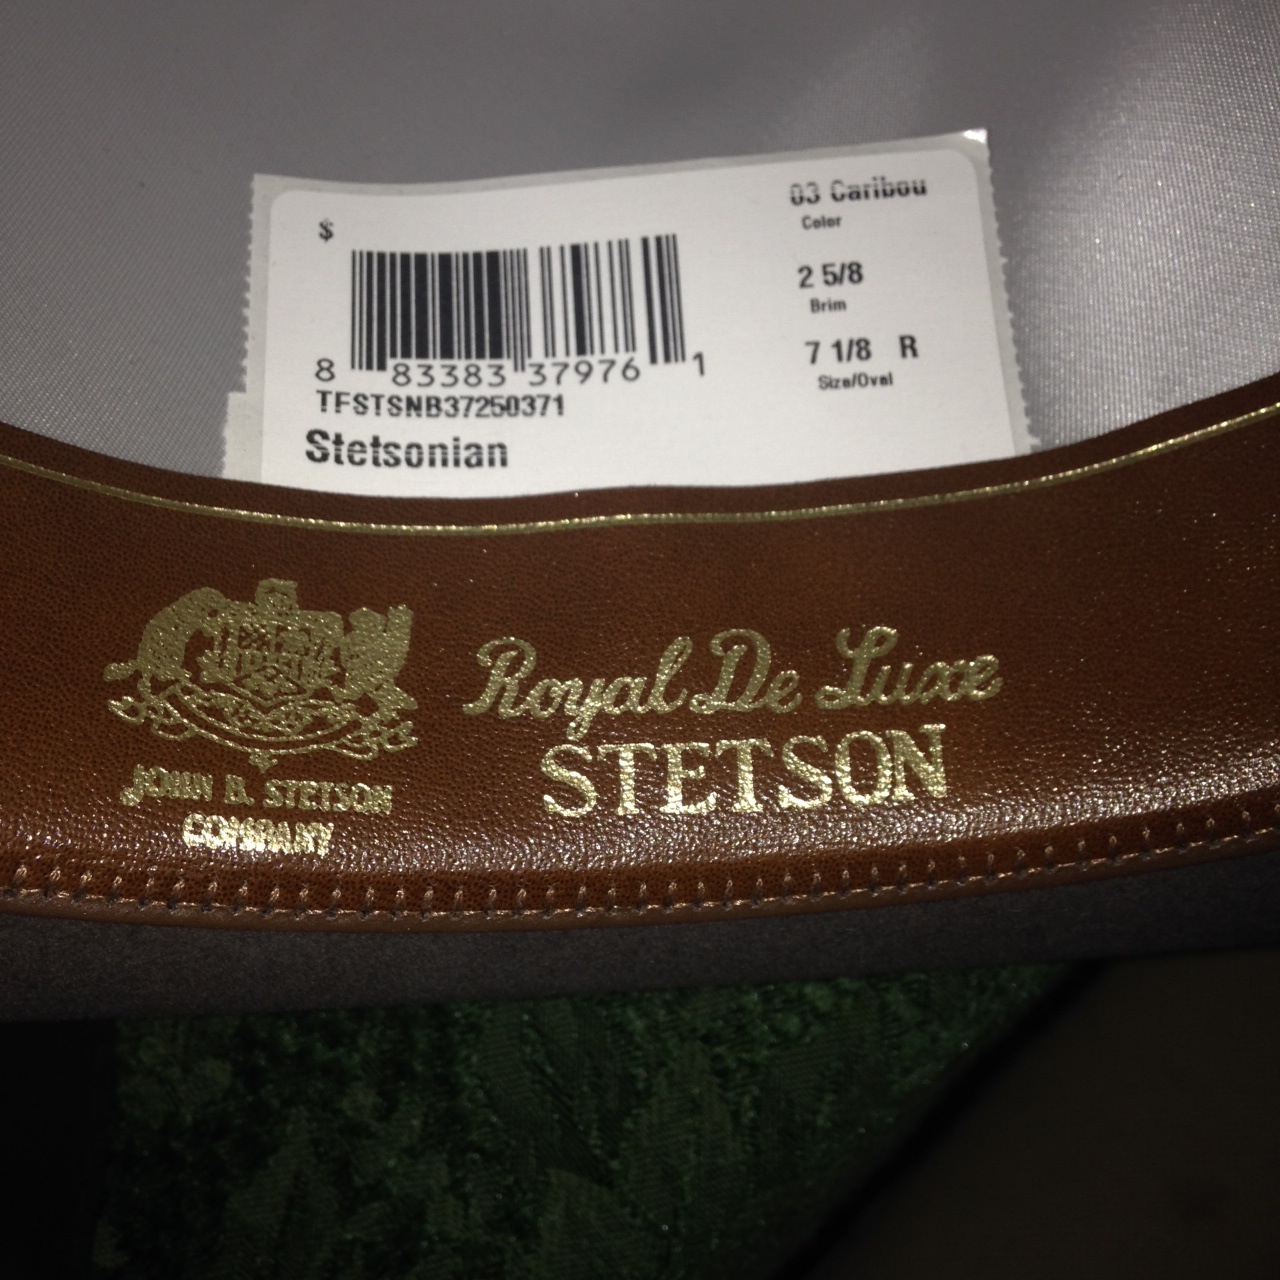 $
03 Caribou
Color
2 5/8
Brim
7 1/8 R
Size/Oval
8 83383 37976 1
TFSTSNB37250371
Stetsonian
JOHN B. STETSON
COMPANY
Royal De Luxe
STETSON